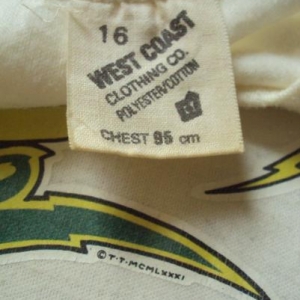 16
WEST COAST
CLOTHING CO.
POLYESTER/COTTON
CHEST 95 cm
©T·T·MCMLXXXI